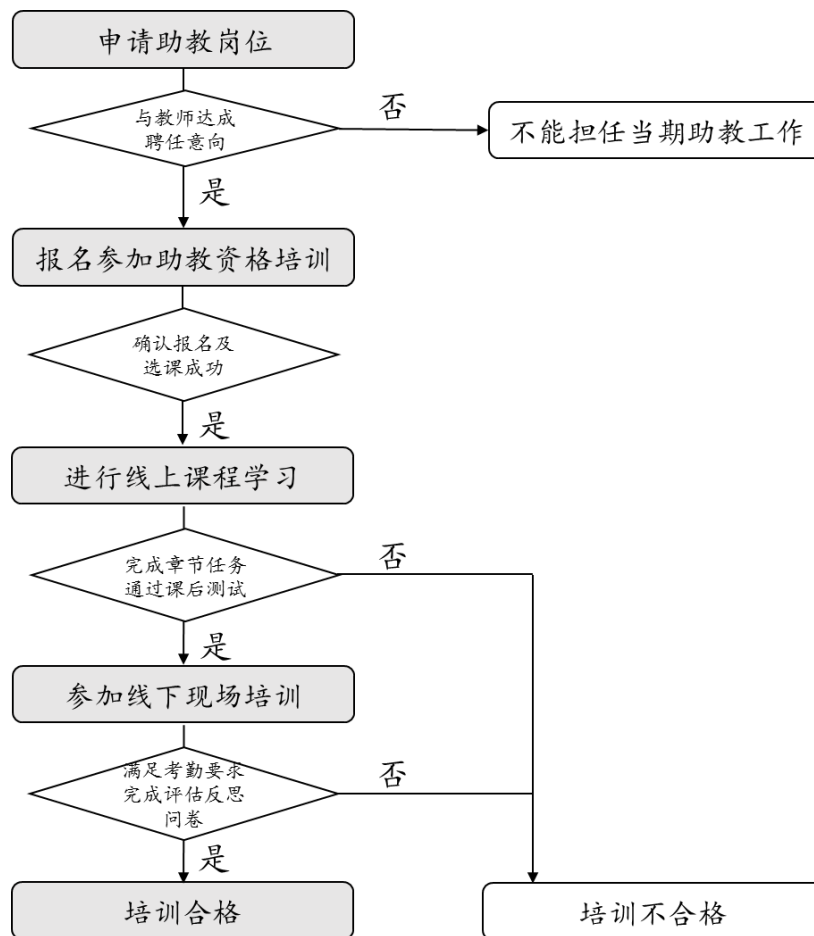 申请助教岗位
与教师达成
聘任意向
否
不能担任当期助教工作
是
报名参加助教资格培训
确认报名及
选课成功
是
进行线上课程学习
完成章节任务
通过课后测试
否
是
参加线下现场培训
满足考勤要求
完成评估反思
问卷
否
是
培训合格
培训不合格